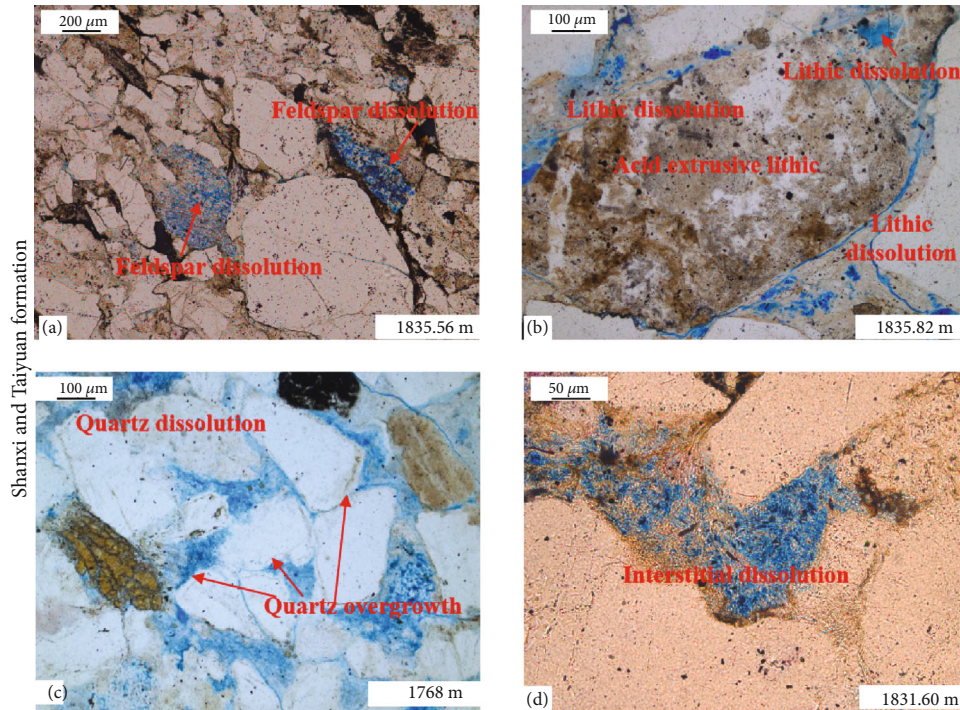 Shanxi and Taiyuan formation
200 μm
Feldspar dissolution
Feldspar dissolution
(a)
1835.56 m
100 μm
Lithic dissolution
Lithic dissolution
Acid extrusive lithic
Lithic
dissolution
(b)
1835.82 m
100 μm
Quartz dissolution
Quartz overgrowth
(c)
1768 m
50 μm
Interstitial dissolution
(d)
1831.60 m